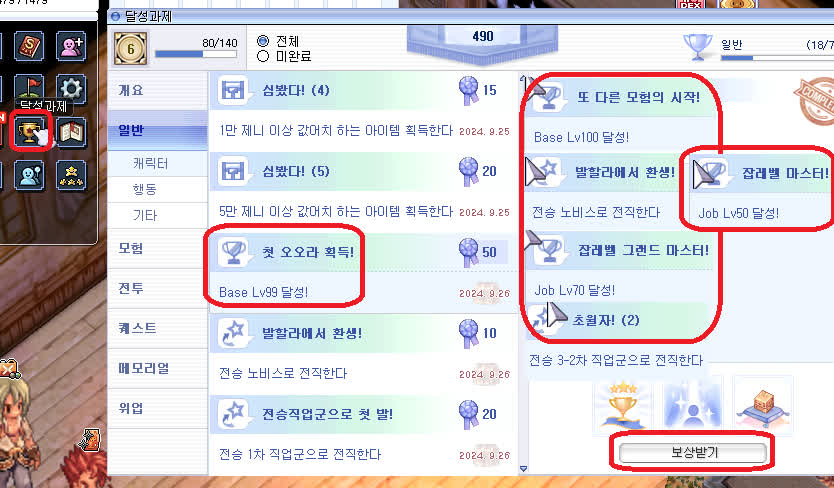 달성과제
6
80/140
전체
미완료
490
일반
(18/7
달성과제
개요
일반
캐릭터
행동
기타
모험
전투
퀘스트
메모리얼
위업
심봤다! (4)
15
1만 제니 이상 값어치 하는 아이템 획득한다
2024. 9.25
심봤다! (5)
20
5만 제니 이상 값어치 하는 아이템 획득한다
2024. 9.25
첫 오오라 획득!
50
Base Lv99 달성!
2024. 9.26
발할라에서 환생!
10
전승 노비스로 전직한다
2024. 9.26
전승직업군으로 첫 발!
20
전승 1차 직업군으로 전직한다
2024. 9.26
또 다른 모험의 시작!
Base Lv100 달성!
발할라에서 환생!
전승 노비스로 전직한다
잡레벨 마스터!
Job Lv50 달성!
잡레벨 그랜드 마스터!
Job Lv70 달성!
초월자! (2)
전승 3-2차 직업군으로 전직한다
보상받기